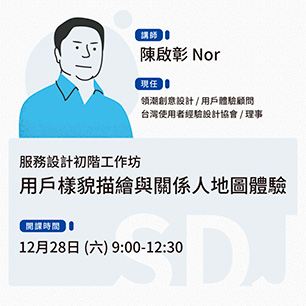 講師
陳啟彰 Nor
現任
領潮創意設計 / 用戶體驗顧問
台灣使用者經驗設計協會 / 理事
服務設計初階工作坊
用戶樣貌描繪與關係人地圖體驗
開課時間
12月28日 (六) 9:00-12:30
SDJ